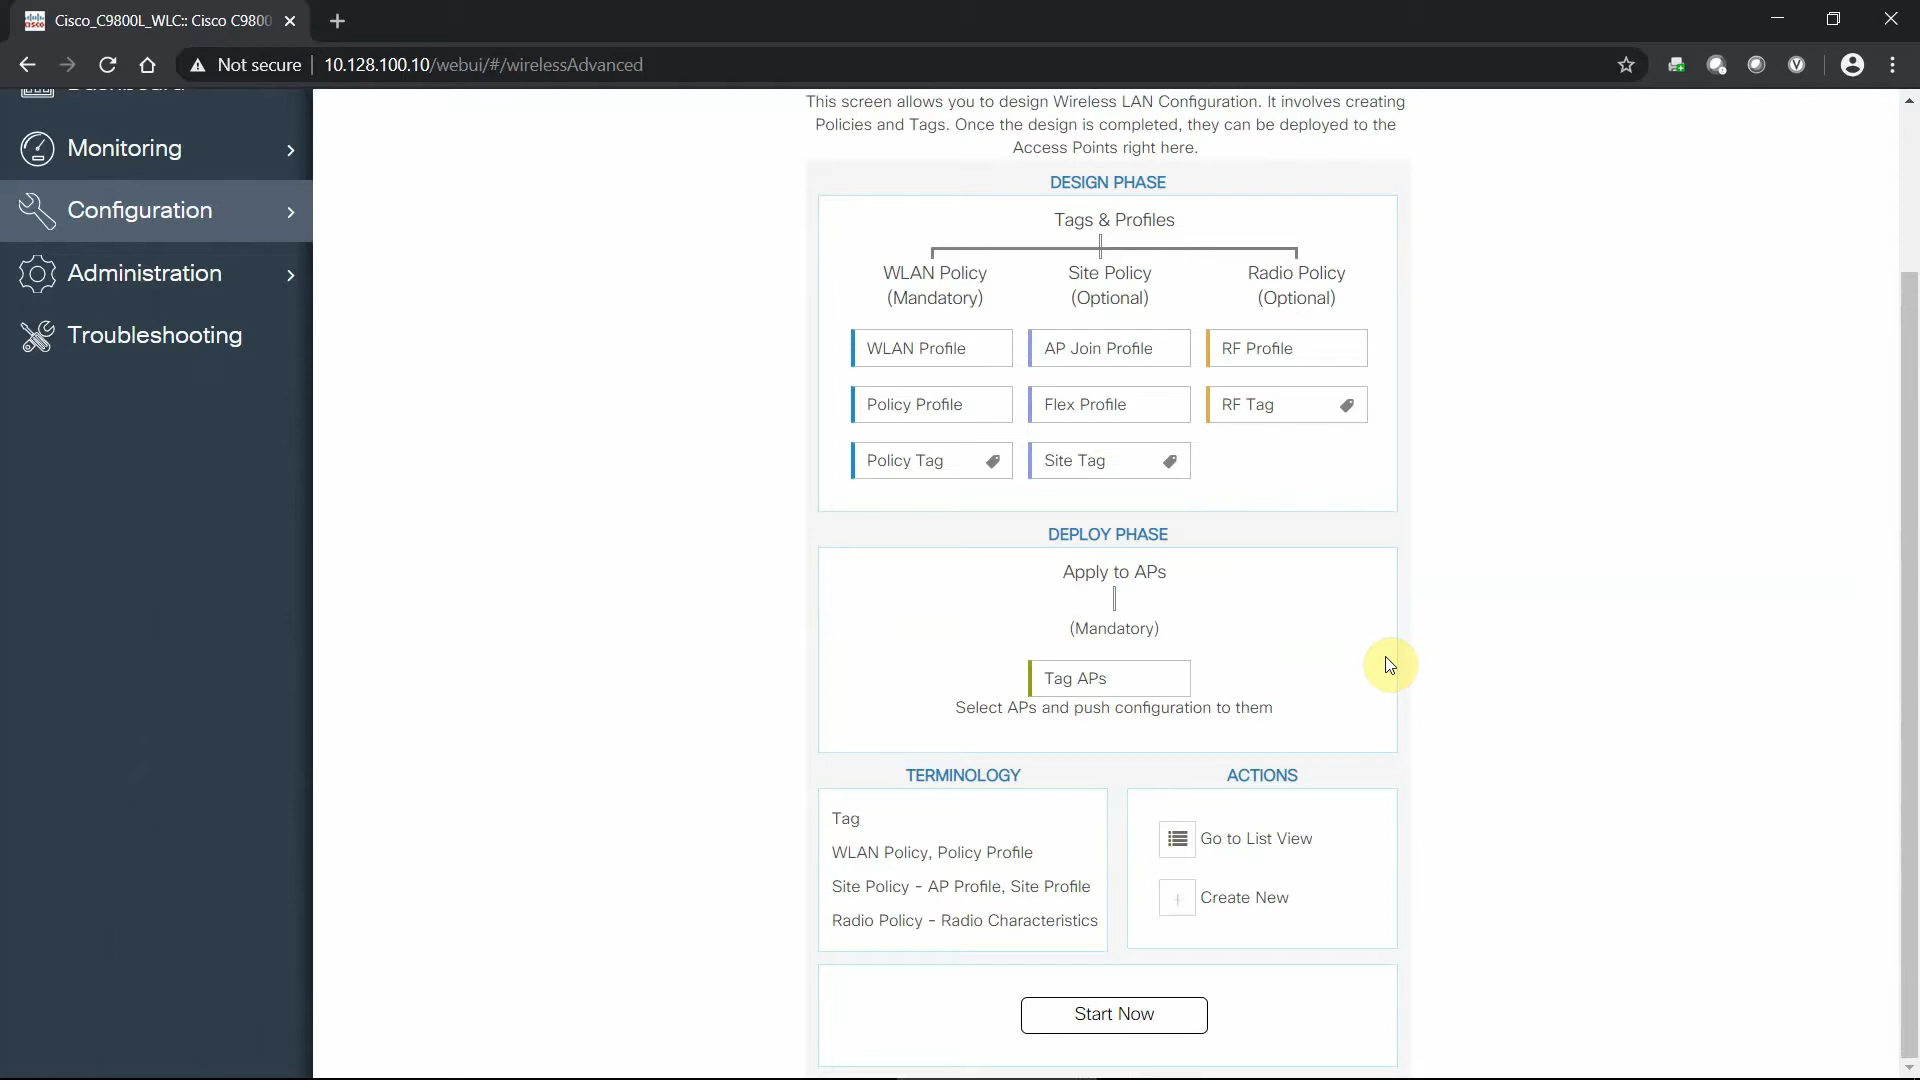 Cisco_C9800L_WLC:: Cisco C9800
Not secure
10.128.100.10/webui/#/wirelessAdvanced
Dashboard
Monitoring
Configuration
Administration
Troubleshooting
This screen allows you to design Wireless LAN Configuration. It involves creating
Policies and Tags. Once the design is completed, they can be deployed to the
Access Points right here.
DESIGN PHASE
Tags & Profiles
WLAN Policy
(Mandatory)
Site Policy
(Optional)
Radio Policy
(Optional)
WLAN Profile
AP Join Profile
RF Profile
Policy Profile
Flex Profile
RF Tag
Policy Tag
Site Tag
DEPLOY PHASE
Apply to APs
(Mandatory)
Tag APs
Select APs and push configuration to them
TERMINOLOGY
Tag
WLAN Policy, Policy Profile
Site Policy - AP Profile, Site Profile
Radio Policy - Radio Characteristics
ACTIONS
Go to List View
Create New
Start Now